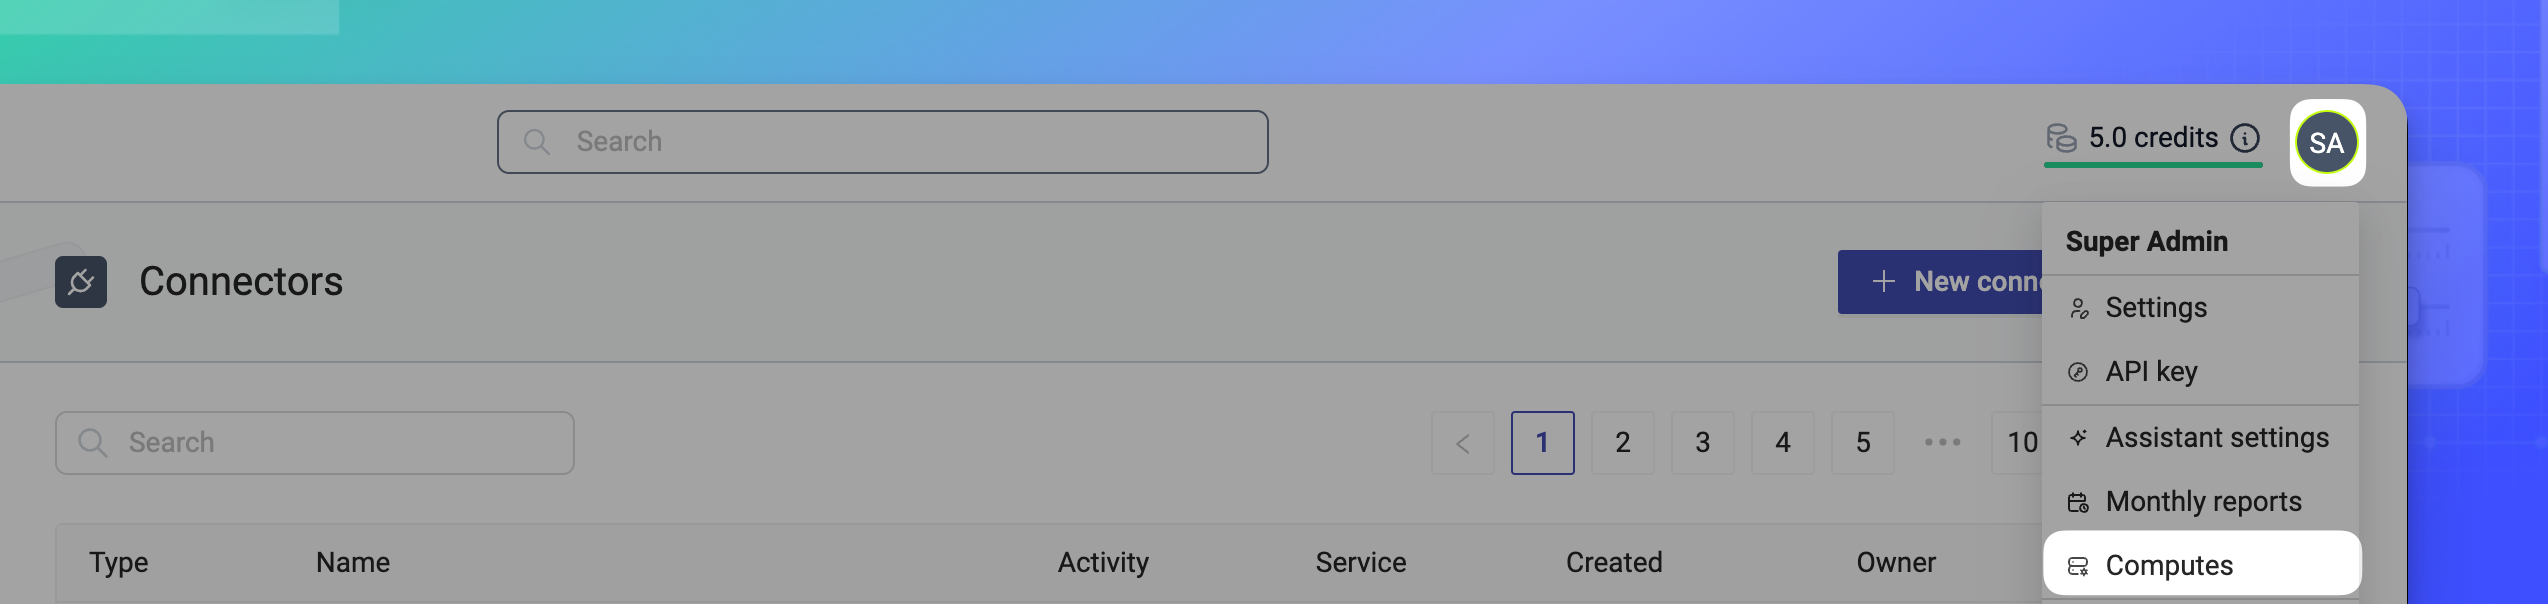 Search
5.0 credits
SA
Connectors
New conne
Super Admin
Settings
API key
Assistant settings
Monthly reports
Computes
Search
1 2 3 4 5 ••• 10
Type Name Activity Service Created Owner